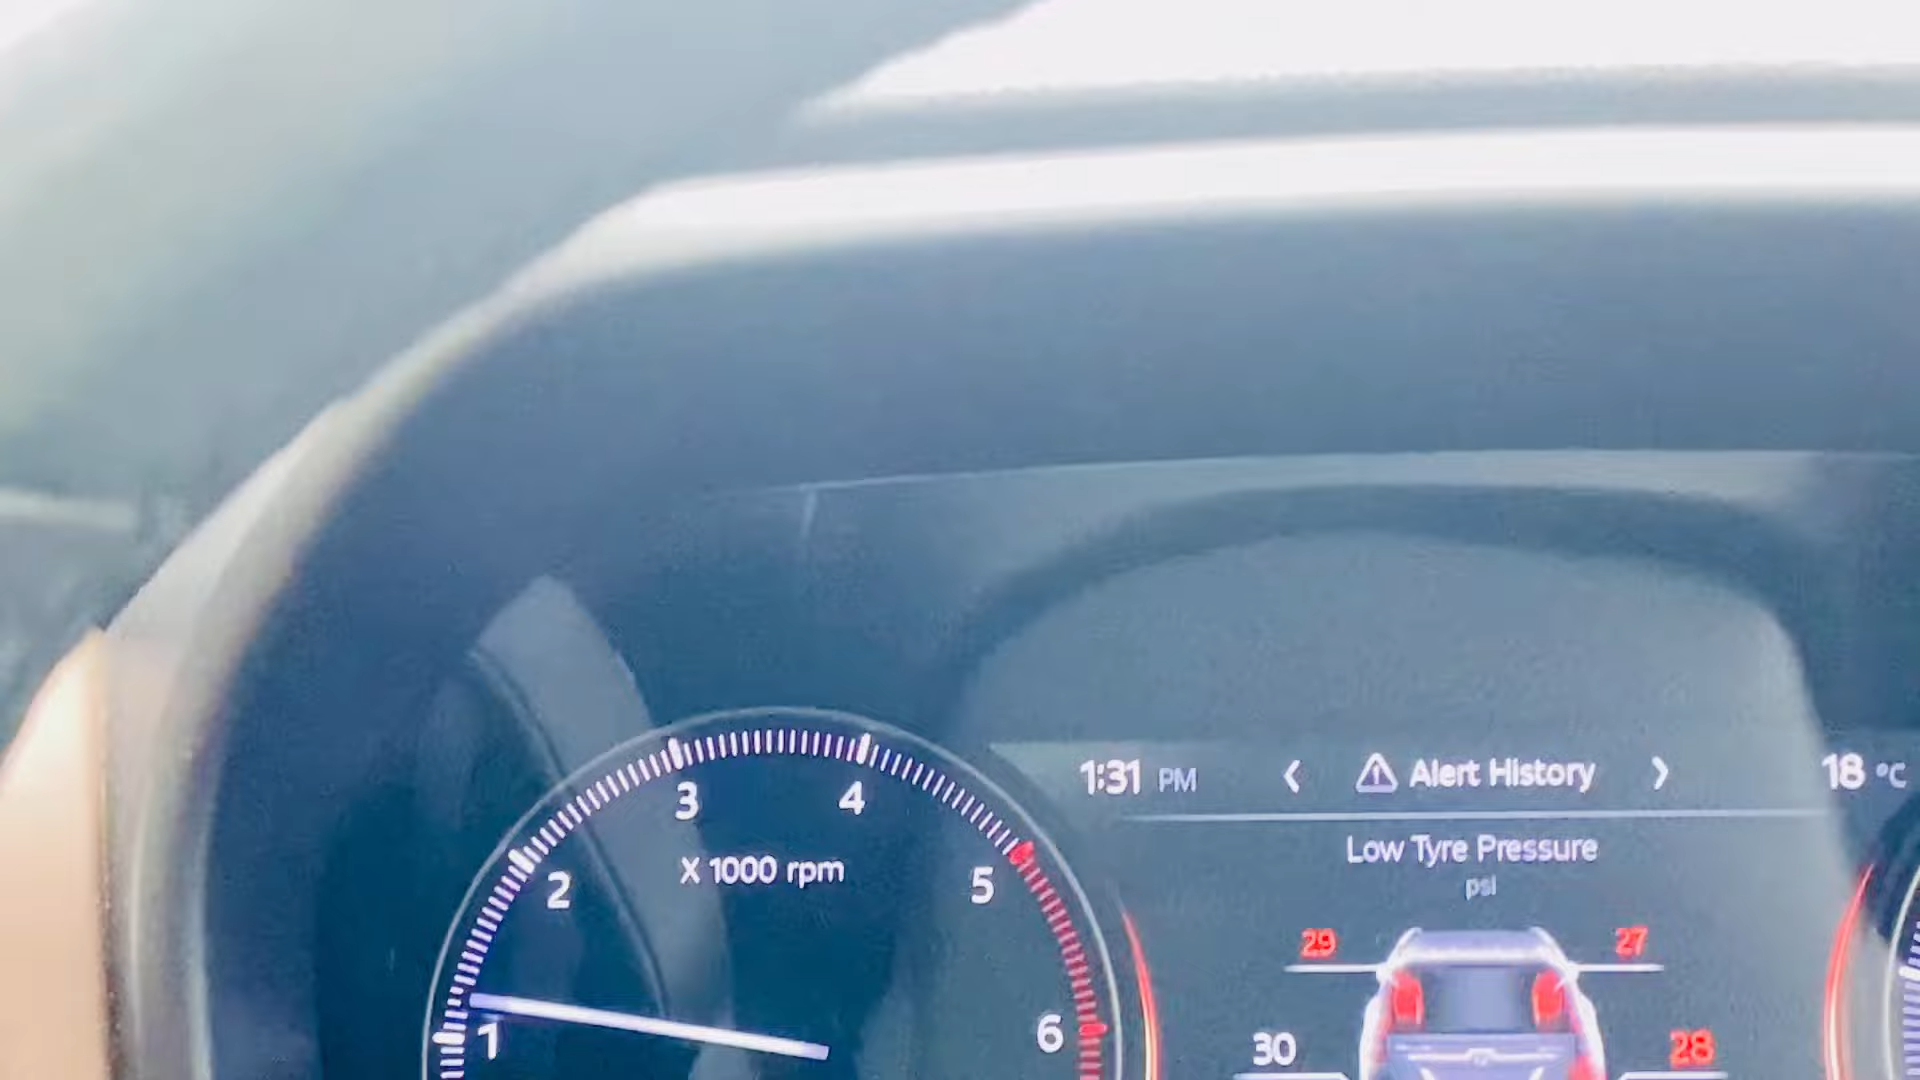 1:31 PM < Alert History > 18 °C
Low Tyre Pressure
psi
29 27
30 28
3 4
X 1000 rpm
2 5
1 6